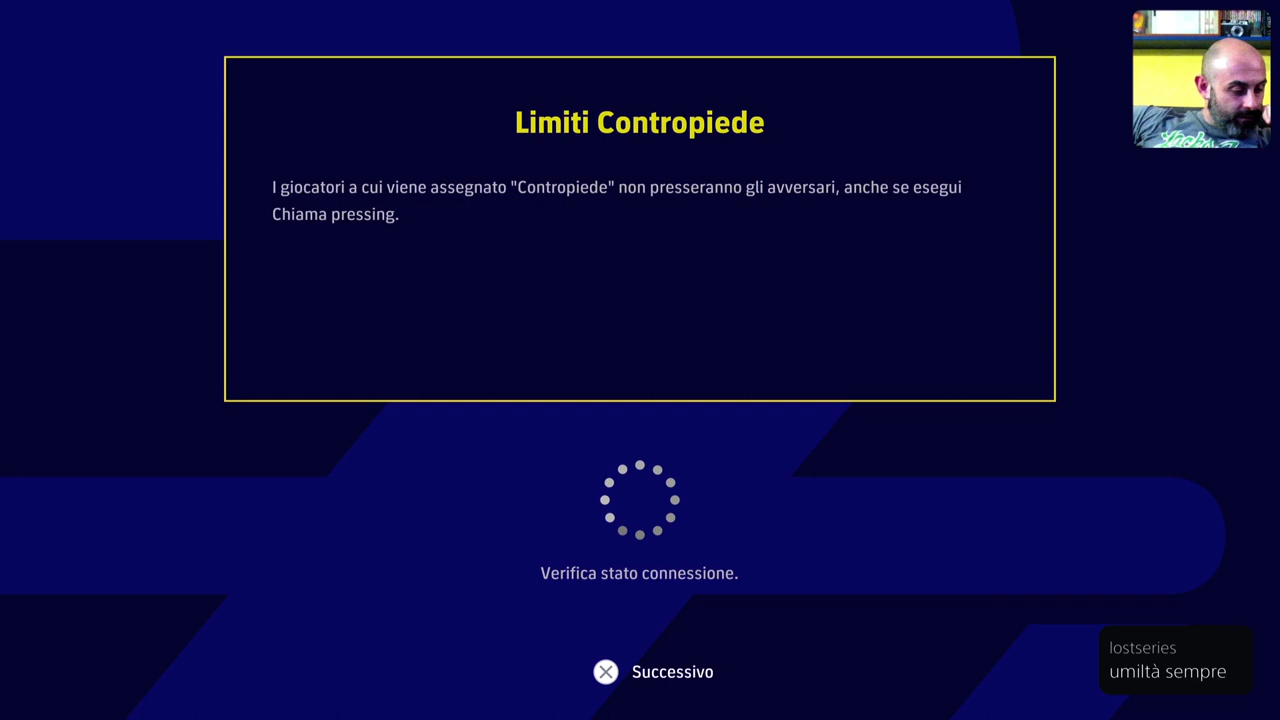 Limiti Contropiede
I giocatori a cui viene assegnato "Contropiede" non presseranno gli avversari, anche se esegui
Chiama pressing.
Verifica stato connessione.
Successivo
lostseries
umiltà sempre